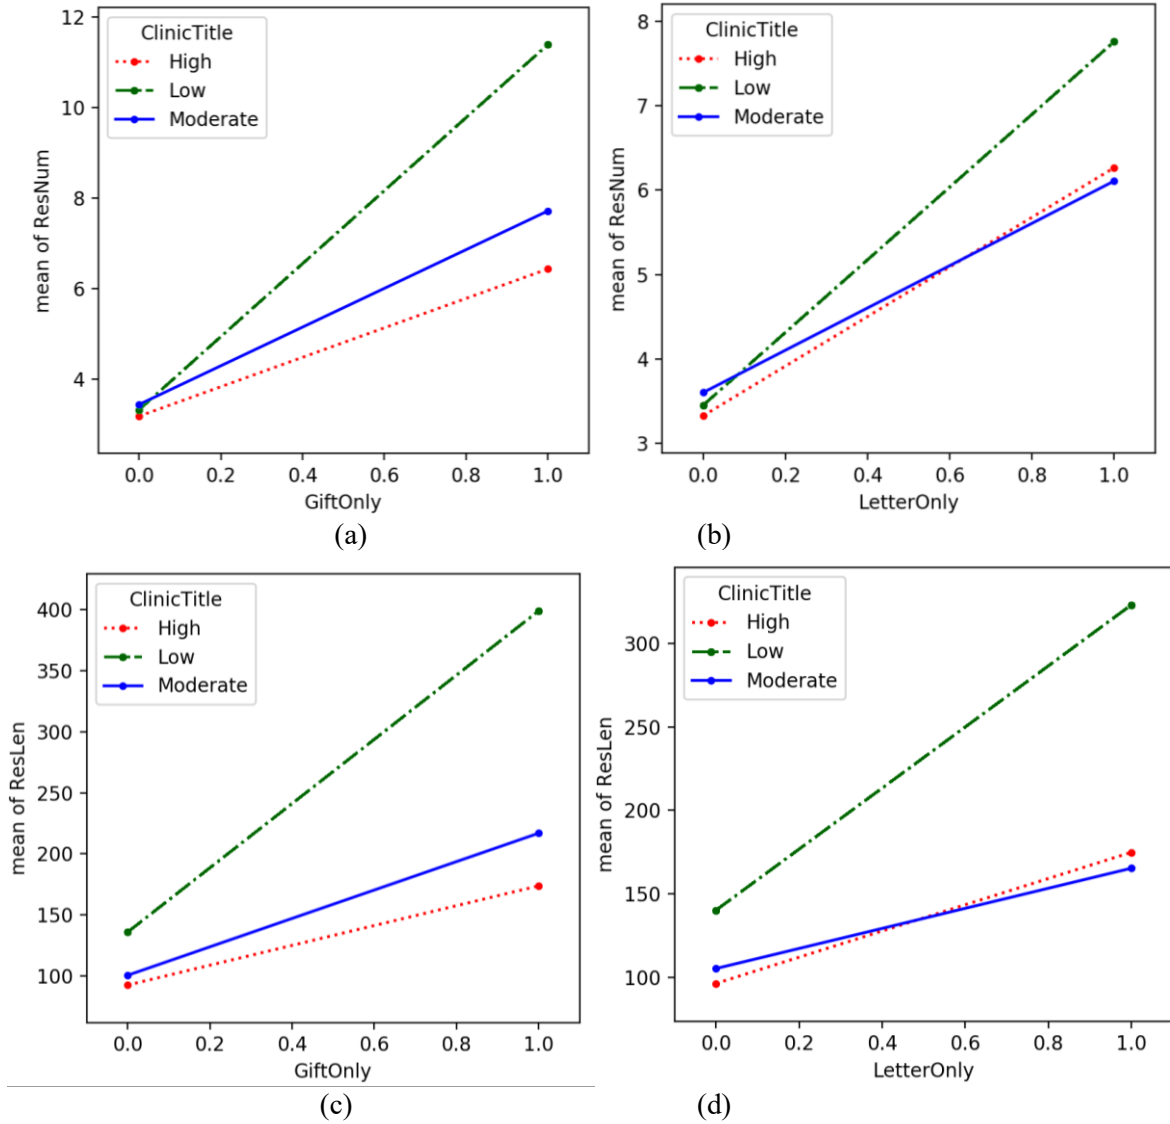 ClinicTitle
High
Low
Moderate
12
10
8
6
4
mean of ResNum
0.0 0.2 0.4 0.6 0.8 1.0
GiftOnly
(a)
ClinicTitle
High
Low
Moderate
8
7
6
5
4
3
mean of ResNum
0.0 0.2 0.4 0.6 0.8 1.0
LetterOnly
(b)
ClinicTitle
High
Low
Moderate
400
350
300
250
200
150
100
mean of ResLen
0.0 0.2 0.4 0.6 0.8 1.0
GiftOnly
(c)
ClinicTitle
High
Low
Moderate
300
250
200
150
100
mean of ResLen
0.0 0.2 0.4 0.6 0.8 1.0
LetterOnly
(d)